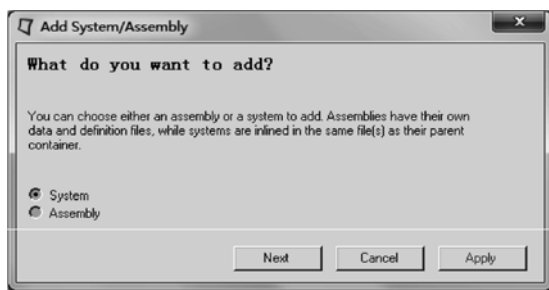 Add System/Assembly
What do you want to add?
You can choose either an assembly or a system to add. Assemblies have their own
data and definition files, while systems are inlined in the same file(s) as their parent
container.
System
Assembly
Next Cancel Apply